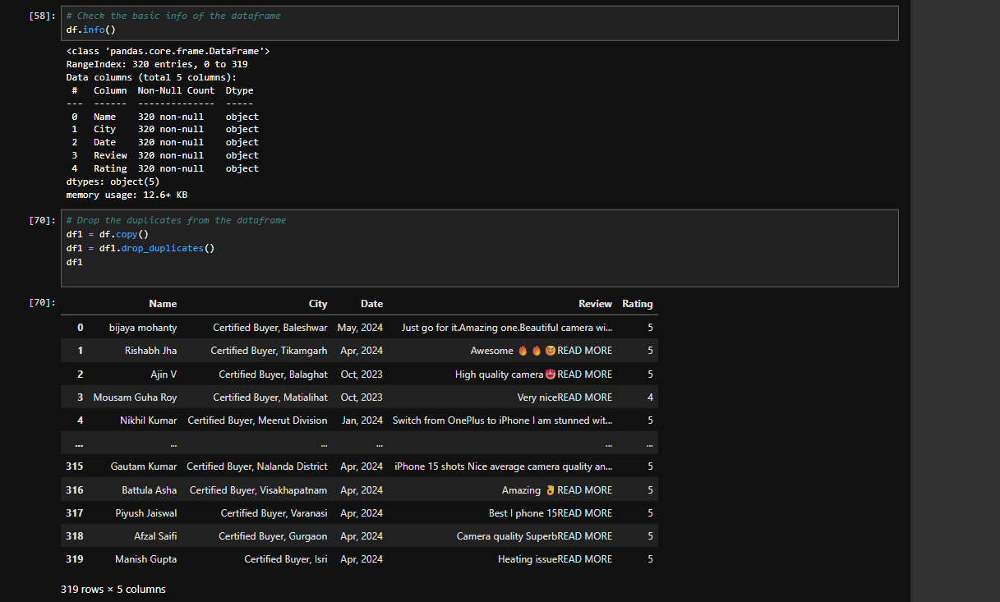 [58]: # Check the basic info of the dataframe
df.info()
<class 'pandas.core.frame.DataFrame'>
RangeIndex: 320 entries, 0 to 319
Data columns (total 5 columns):
 #   Column  Non-Null Count  Dtype
---  ------  --------------  -----
 0   Name    320 non-null    object
 1   City    320 non-null    object
 2   Date    320 non-null    object
 3   Review  320 non-null    object
 4   Rating  320 non-null    object
dtypes: object(5)
memory usage: 12.6+ KB
[70]: # Drop the duplicates from the dataframe
df1 = df.copy()
df1 = df1.drop_duplicates()
df1
[70]: Name City Date Review Rating
0 bijaya mohanty Certified Buyer, Baleshwar May, 2024 Just go for it.Amazing one.Beautiful camera wi... 5
1 Rishabh Jha Certified Buyer, Tikamgarh Apr, 2024 Awesome 🔥 🔥 😊READ MORE 5
2 Ajin V Certified Buyer, Balaghat Oct, 2023 High quality camera😍READ MORE 5
3 Mousam Guha Roy Certified Buyer, Matialihat Oct, 2023 Very niceREAD MORE 4
4 Nikhil Kumar Certified Buyer, Meerut Division Jan, 2024 Switch from OnePlus to iPhone I am stunned wit... 5
... ... ... ... ... ...
315 Gautam Kumar Certified Buyer, Nalanda District Apr, 2024 iPhone 15 shots Nice average camera quality an... 5
316 Battula Asha Certified Buyer, Visakhapatnam Apr, 2024 Amazing 👌READ MORE 5
317 Piyush Jaiswal Certified Buyer, Varanasi Apr, 2024 Best I phone 15READ MORE 5
318 Afzal Saifi Certified Buyer, Gurgaon Apr, 2024 Camera quality SuperbREAD MORE 5
319 Manish Gupta Certified Buyer, Isri Apr, 2024 Heating issueREAD MORE 5
319 rows × 5 columns